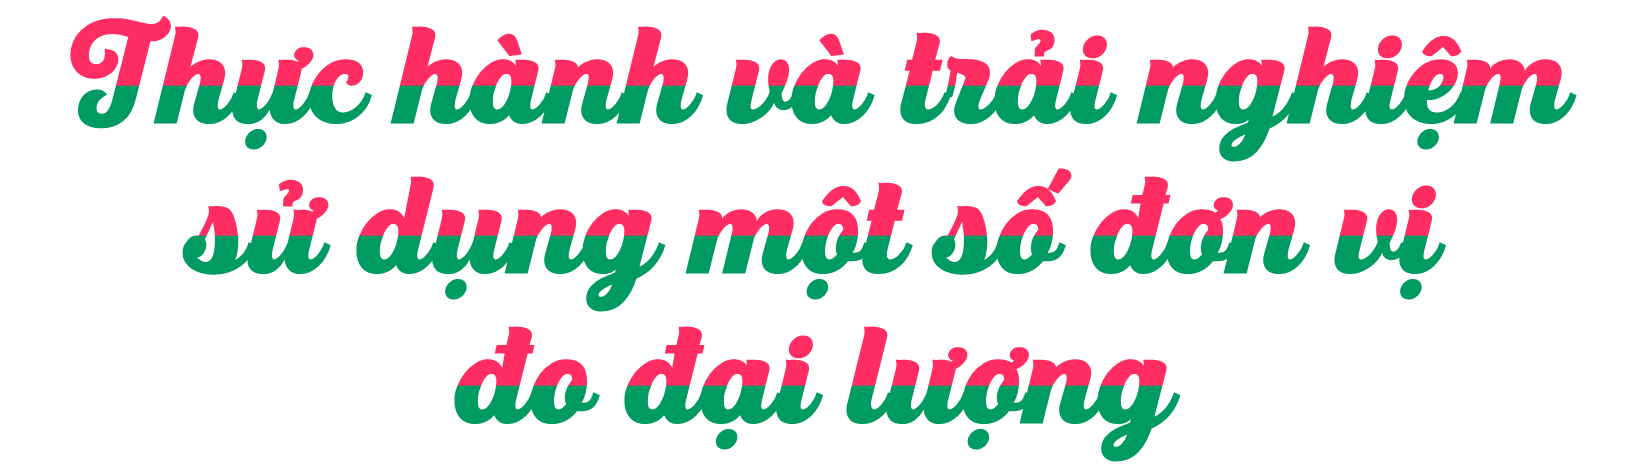 Thực hành và trải nghiệm
sử dụng một số đơn vị
đo đại lượng